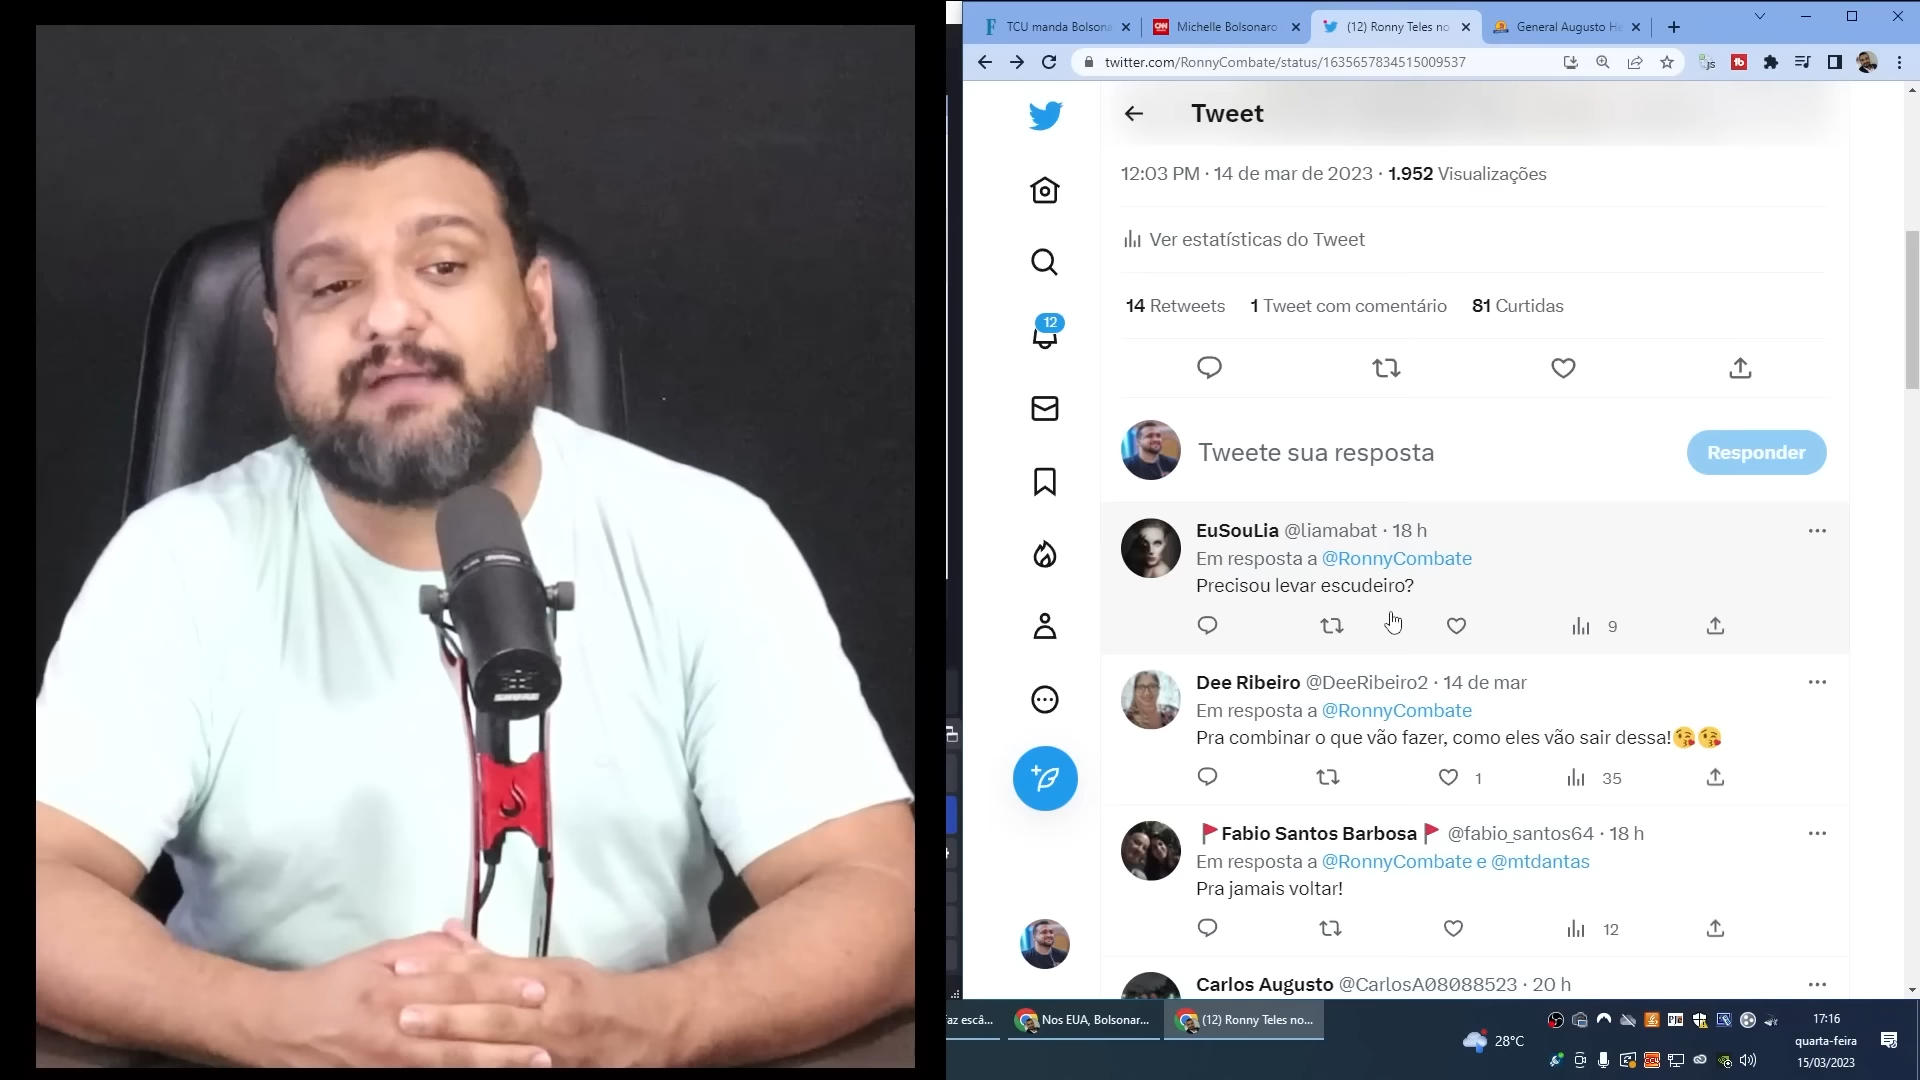 TCU manda Bolsona
Michelle Bolsonaro
(12) Ronny Teles no
General Augusto He
twitter.com/RonnyCombate/status/1635657834515009537
Tweet
12:03 PM · 14 de mar de 2023 · 1.952 Visualizações
Ver estatísticas do Tweet
14 Retweets 1 Tweet com comentário 81 Curtidas
12
Tweete sua resposta
Responder
EuSouLia @liamabat · 18 h
Em resposta a @RonnyCombate
Precisou levar escudeiro?
9
Dee Ribeiro @DeeRibeiro2 · 14 de mar
Em resposta a @RonnyCombate
Pra combinar o que vão fazer, como eles vão sair dessa!😘😘
1 35
🚩Fabio Santos Barbosa🚩 @fabio_santos64 · 18 h
Em resposta a @RonnyCombate e @mtdantas
Pra jamais voltar!
12
Carlos Augusto @CarlosA08088523 · 20 h
az escâ...
Nos EUA, Bolsonar...
(12) Ronny Teles no...
28°C
17:16
quarta-feira
15/03/2023